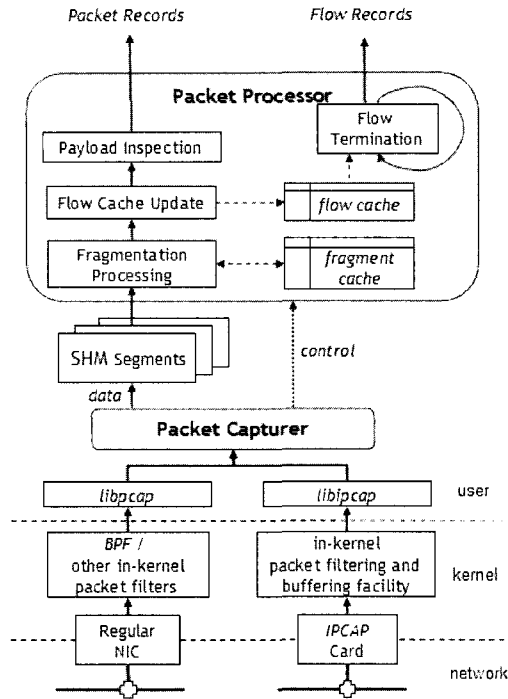 Packet Records
Flow Records
Packet Processor
Flow
Termination
Payload Inspection
Flow Cache Update
flow cache
Fragmentation
Processing
fragment
cache
SHM Segments
control
data
Packet Capturer
libpcap
libipcap
user
BPF /
other in-kernel
packet filters
in-kernel
packet filtering and
buffering facility
kernel
Regular
NIC
IPCAP
Card
network